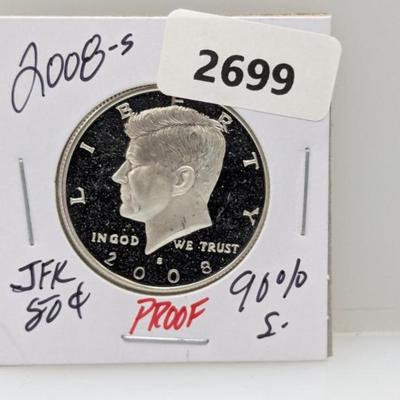 2008-S
2699
LIBERTY
IN GOD WE TRUST
S
2008
JFK
50¢
PROOF
90%
S.